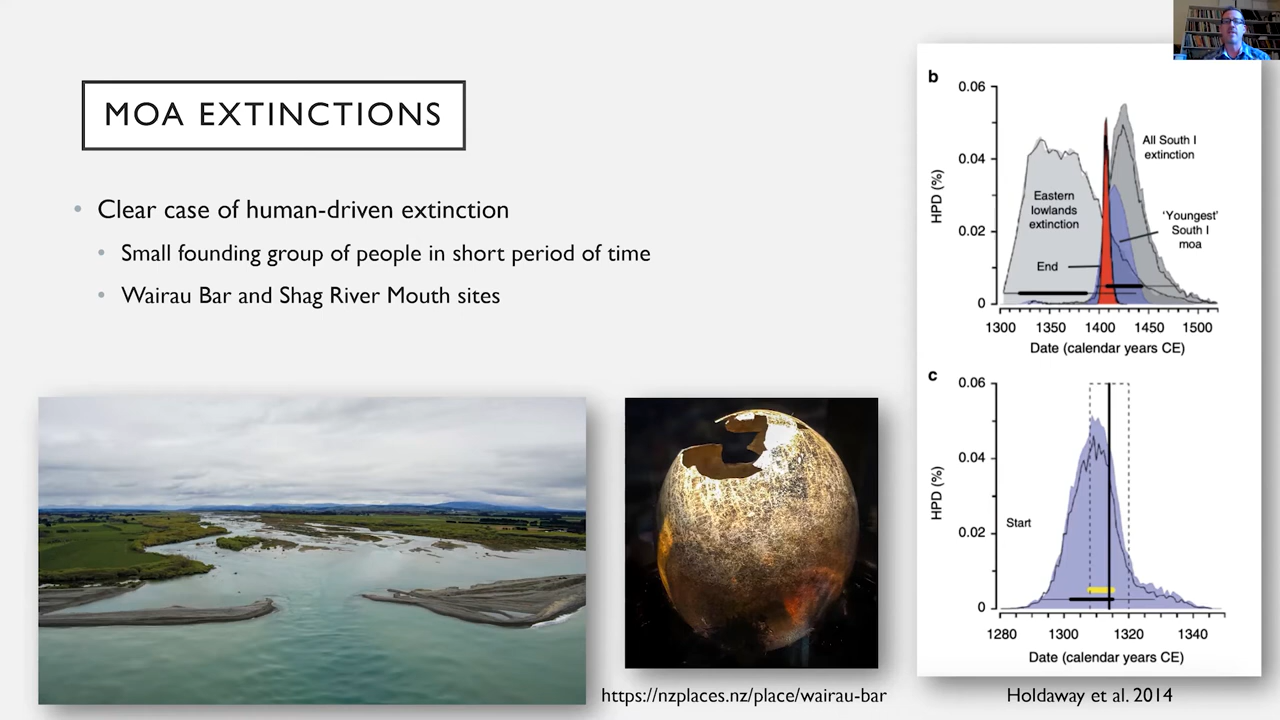 MOA EXTINCTIONS
• Clear case of human-driven extinction
• Small founding group of people in short period of time
• Wairau Bar and Shag River Mouth sites
https://nzplaces.nz/place/wairau-bar
b
0.06
0.04
0.02
0
HPD (%)
All South I
extinction
Eastern
lowlands
extinction
'Youngest'
South I
moa
End
1300 1350 1400 1450 1500
Date (calendar years CE)
c
0.06
0.04
0.02
0
HPD (%)
Start
1280 1300 1320 1340
Date (calendar years CE)
Holdaway et al. 2014